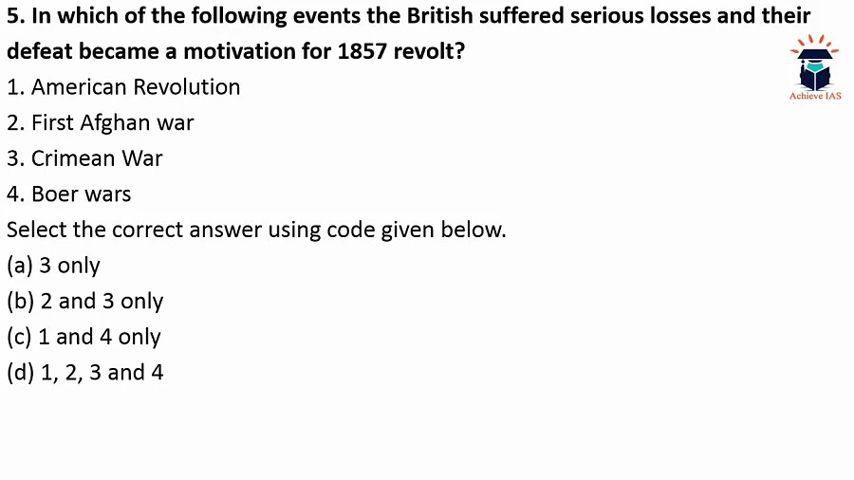 5. In which of the following events the British suffered serious losses and their
defeat became a motivation for 1857 revolt?
1. American Revolution
2. First Afghan war
3. Crimean War
4. Boer wars
Select the correct answer using code given below.
(a) 3 only
(b) 2 and 3 only
(c) 1 and 4 only
(d) 1, 2, 3 and 4
Achieve IAS